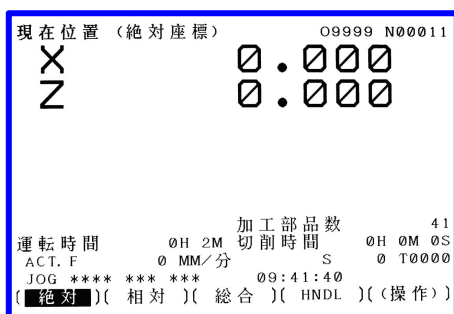 現在位置(絶対座標) O9999 N00011
X 0.000
Z 0.000
加工部品数 41
運転時間 0H 2M 切削時間 0H 0M 0S
ACT.F 0 MM/分 S 0 T0000
JOG **** *** *** 09:41:40
[ 絶対 ][ 相対 ][ 総合 ][ HNDL ][(操作)]